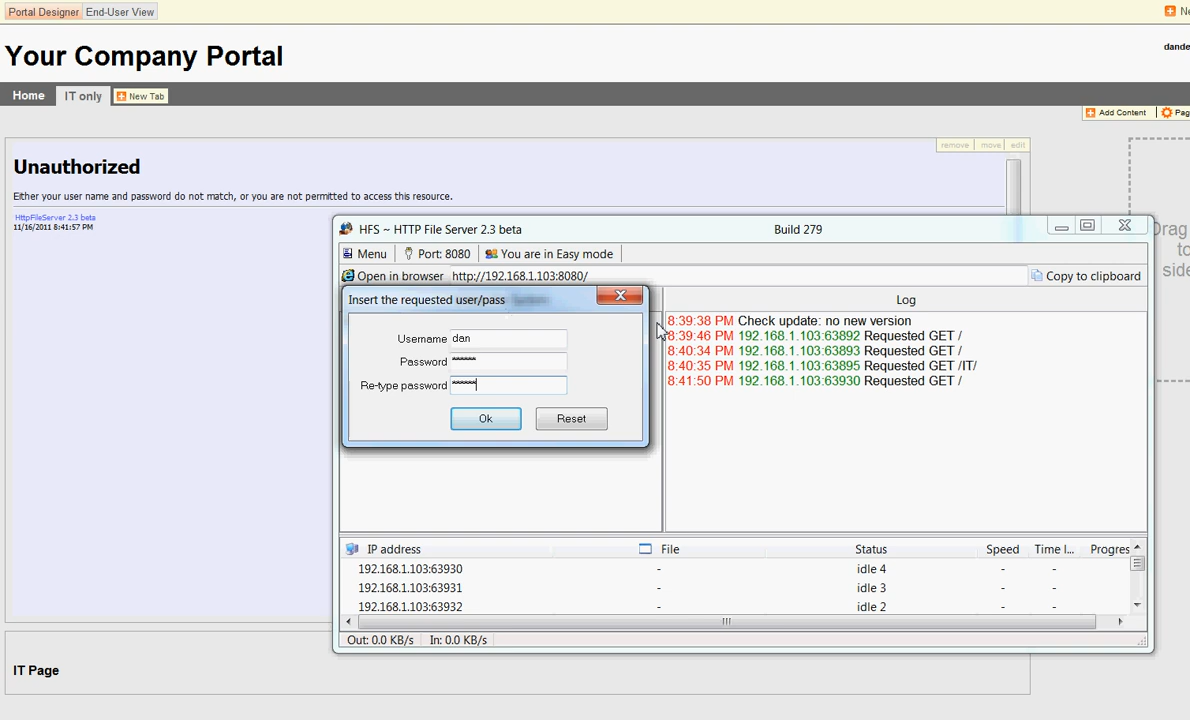 Portal Designer End-User View
Your Company Portal
dande
Home IT only New Tab
Add Content Pag
remove move edit
Unauthorized
Either your user name and password do not match, or you are not permitted to access this resource.
HttpFileServer 2.3 beta
11/16/2011 8:41:57 PM
Drag
to
side
HFS ~ HTTP File Server 2.3 beta Build 279
Menu Port: 8080 You are in Easy mode
Open in browser http://192.168.1.103:8080/ Copy to clipboard
Insert the requested user/pass
Username dan
Password ******
Re-type password ******
Ok Reset
Log
8:39:38 PM Check update: no new version
8:39:46 PM 192.168.1.103:63892 Requested GET /
8:40:34 PM 192.168.1.103:63893 Requested GET /
8:40:35 PM 192.168.1.103:63895 Requested GET /IT/
8:41:50 PM 192.168.1.103:63930 Requested GET /
IP address File Status Speed Time l... Progres
192.168.1.103:63930 - idle 4 - -
192.168.1.103:63931 - idle 3 - -
192.168.1.103:63932 - idle 2 - -
Out: 0.0 KB/s In: 0.0 KB/s
IT Page